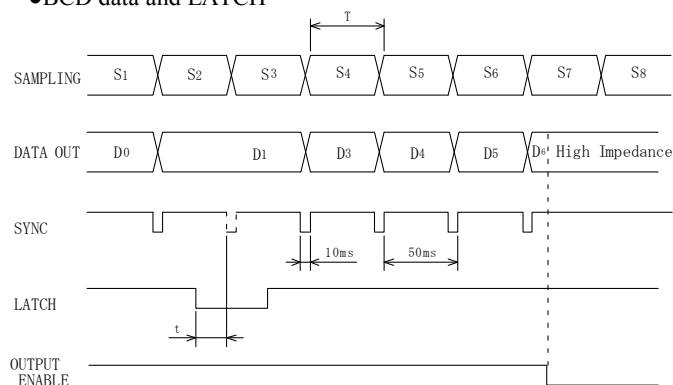 ●BCD data and LATCH
T
SAMPLING S1 S2 S3 S4 S5 S6 S7 S8
DATA OUT D0 D1 D3 D4 D5 D6 High Impedance
SYNC
10ms 50ms
LATCH
t
OUTPUT
ENABLE